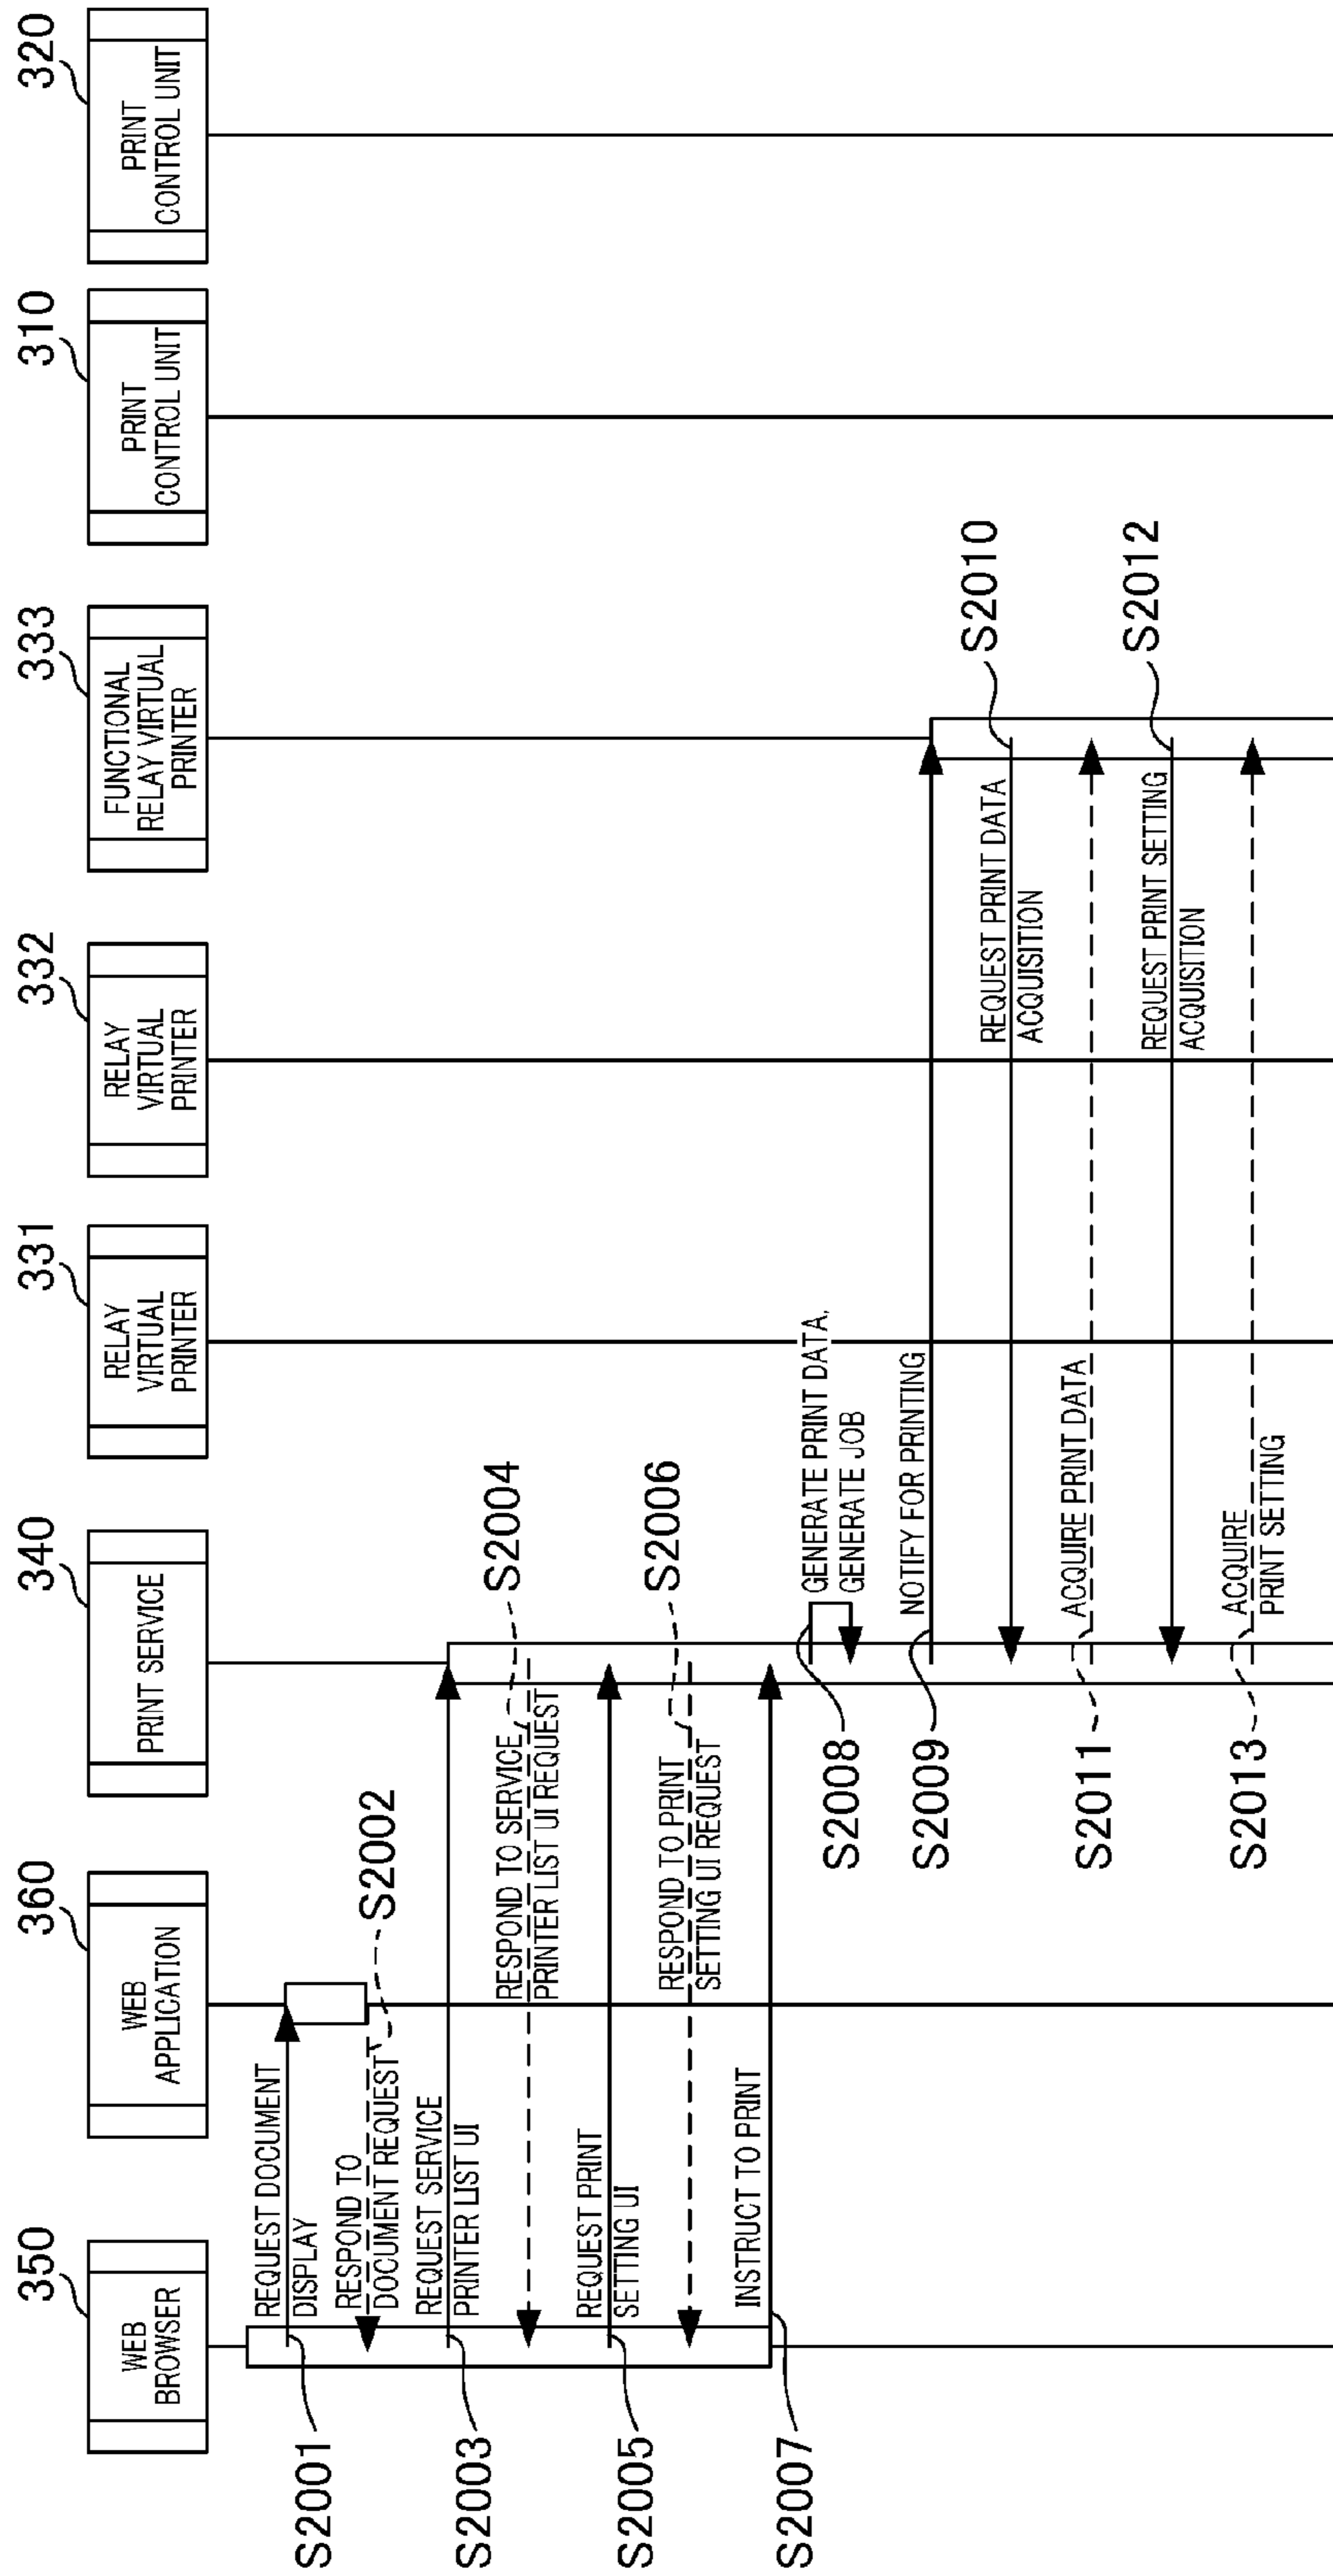 350
WEB
BROWSER
360
WEB
APPLICATION
340
PRINT SERVICE
331
RELAY
VIRTUAL
PRINTER
332
RELAY
VIRTUAL
PRINTER
333
FUNCTIONAL
RELAY VIRTUAL
PRINTER
310
PRINT
CONTROL UNIT
320
PRINT
CONTROL UNIT
S2001
REQUEST DOCUMENT
DISPLAY
RESPOND TO
DOCUMENT REQUEST
S2002
S2003
REQUEST SERVICE
PRINTER LIST UI
RESPOND TO SERVICE
PRINTER LIST UI REQUEST
S2004
S2005
REQUEST PRINT
SETTING UI
RESPOND TO PRINT
SETTING UI REQUEST
S2006
S2007
INSTRUCT TO PRINT
S2008
GENERATE PRINT DATA,
GENERATE JOB
S2009
NOTIFY FOR PRINTING
REQUEST PRINT DATA
ACQUISITION
S2010
S2011
ACQUIRE PRINT DATA
REQUEST PRINT SETTING
ACQUISITION
S2012
S2013
ACQUIRE
PRINT SETTING